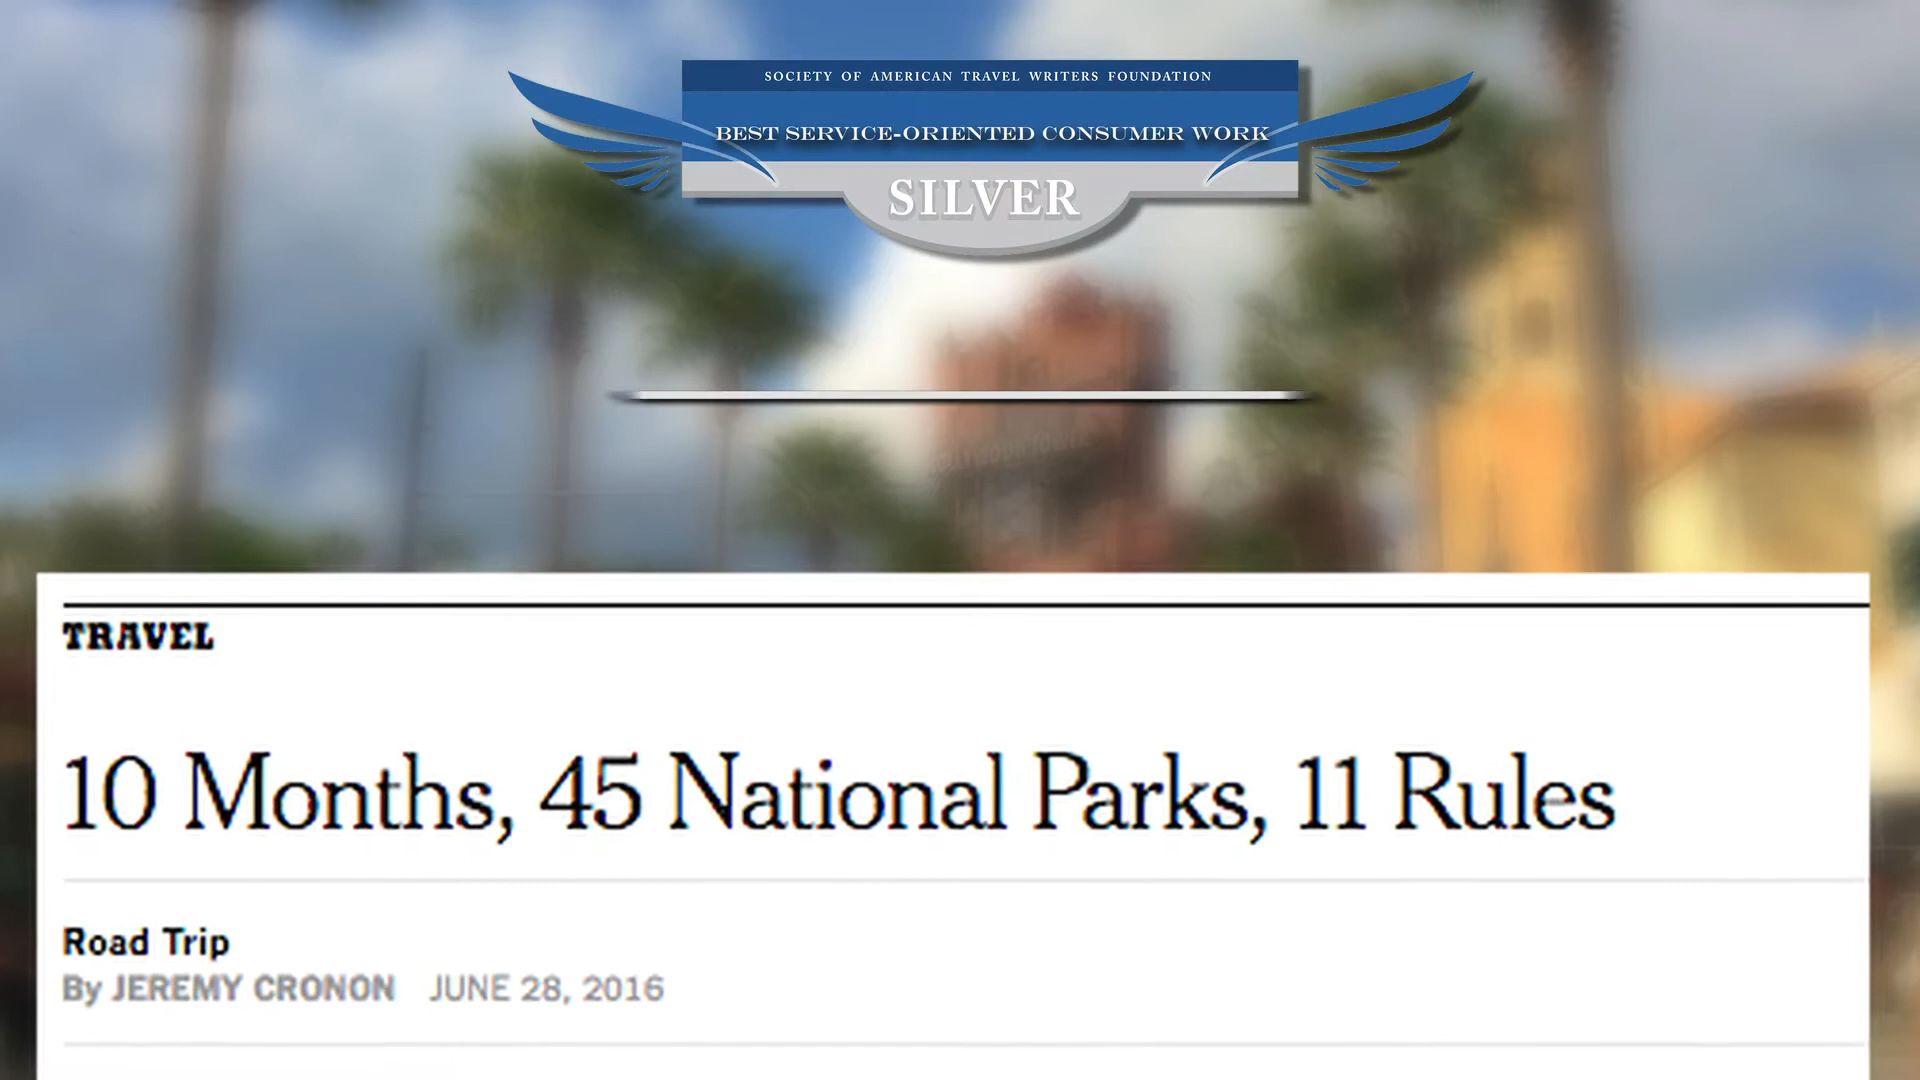 SOCIETY OF AMERICAN TRAVEL WRITERS FOUNDATION
BEST SERVICE-ORIENTED CONSUMER WORK
SILVER
TRAVEL
10 Months, 45 National Parks, 11 Rules
Road Trip
By JEREMY CRONON JUNE 28, 2016